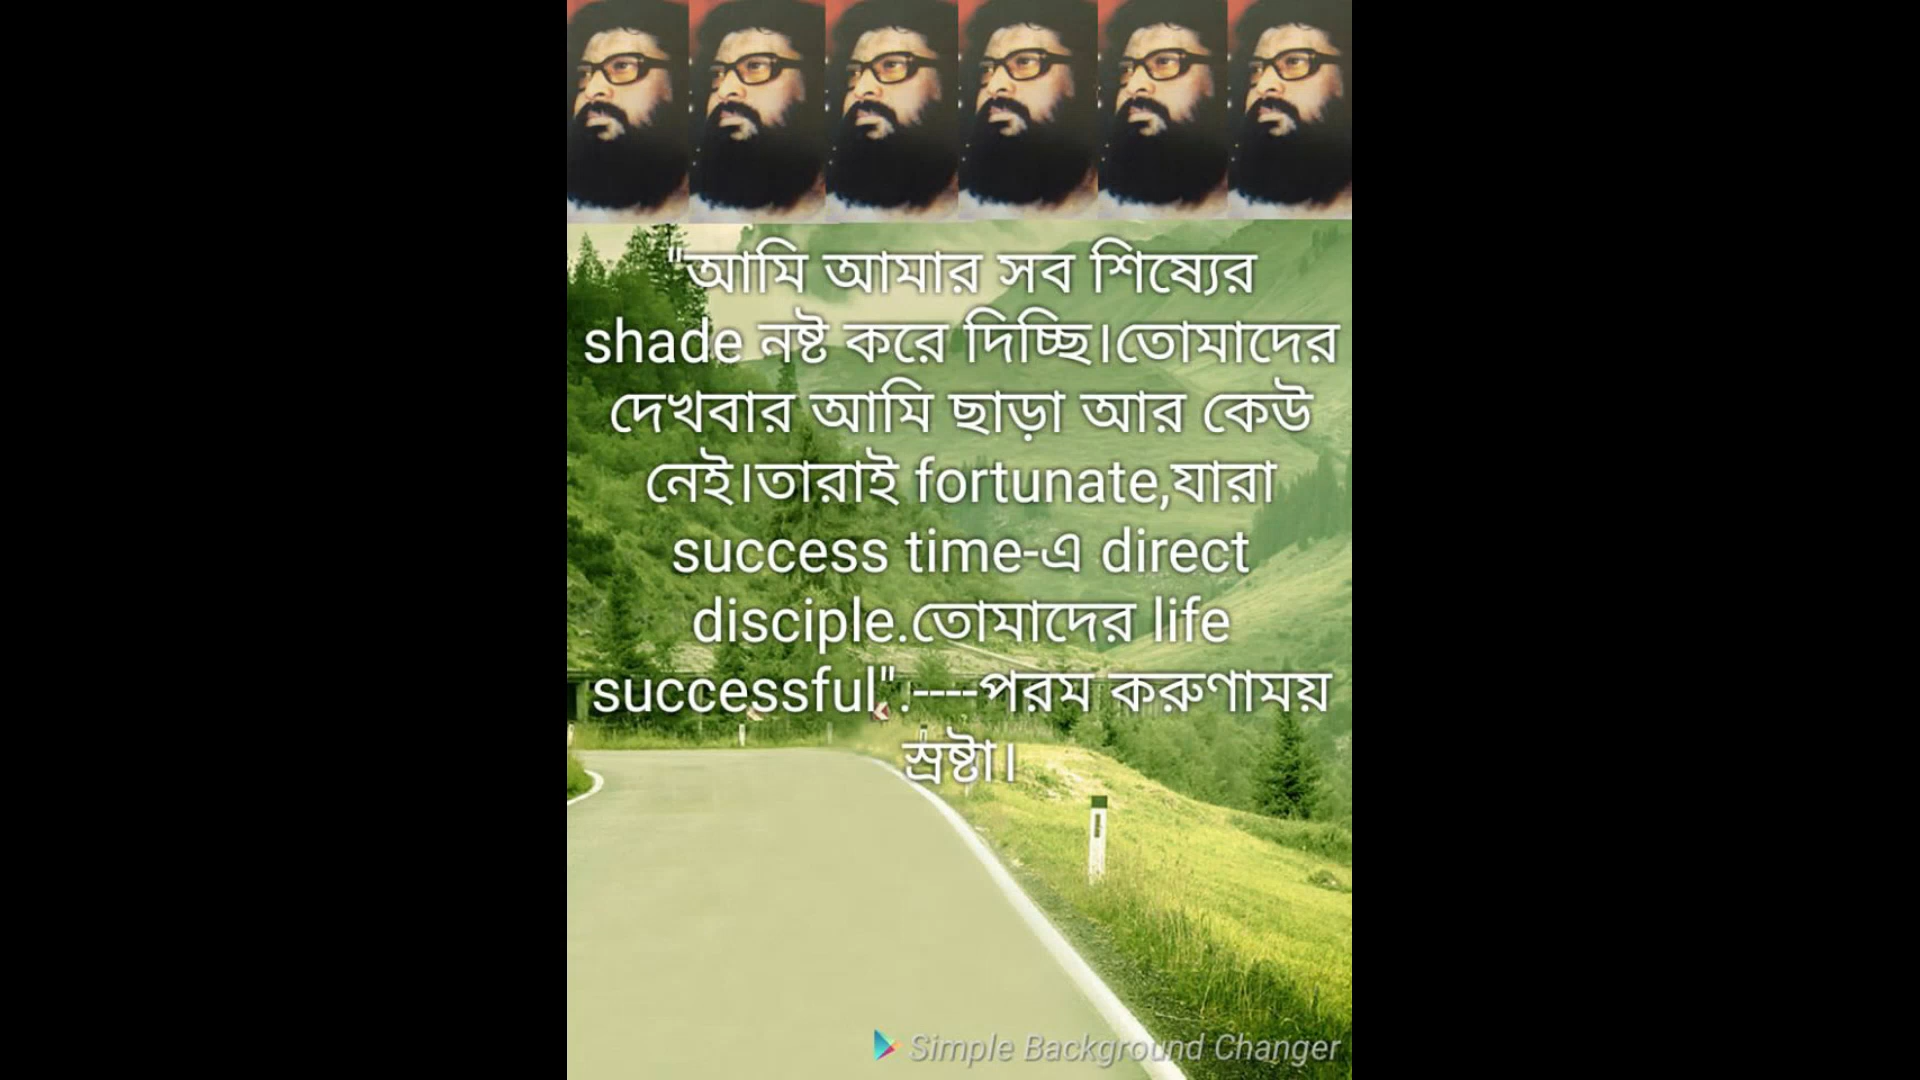 "আমি আমার সব শিষ্যের
shade নষ্ট করে দিচ্ছি।তোমাদের
দেখবার আমি ছাড়া আর কেউ
নেই।তারাই fortunate,যারা
success time-এ direct
disciple.তোমাদের life
successful".----পরম করুণাময়
স্রষ্টা।
Simple Background Changer